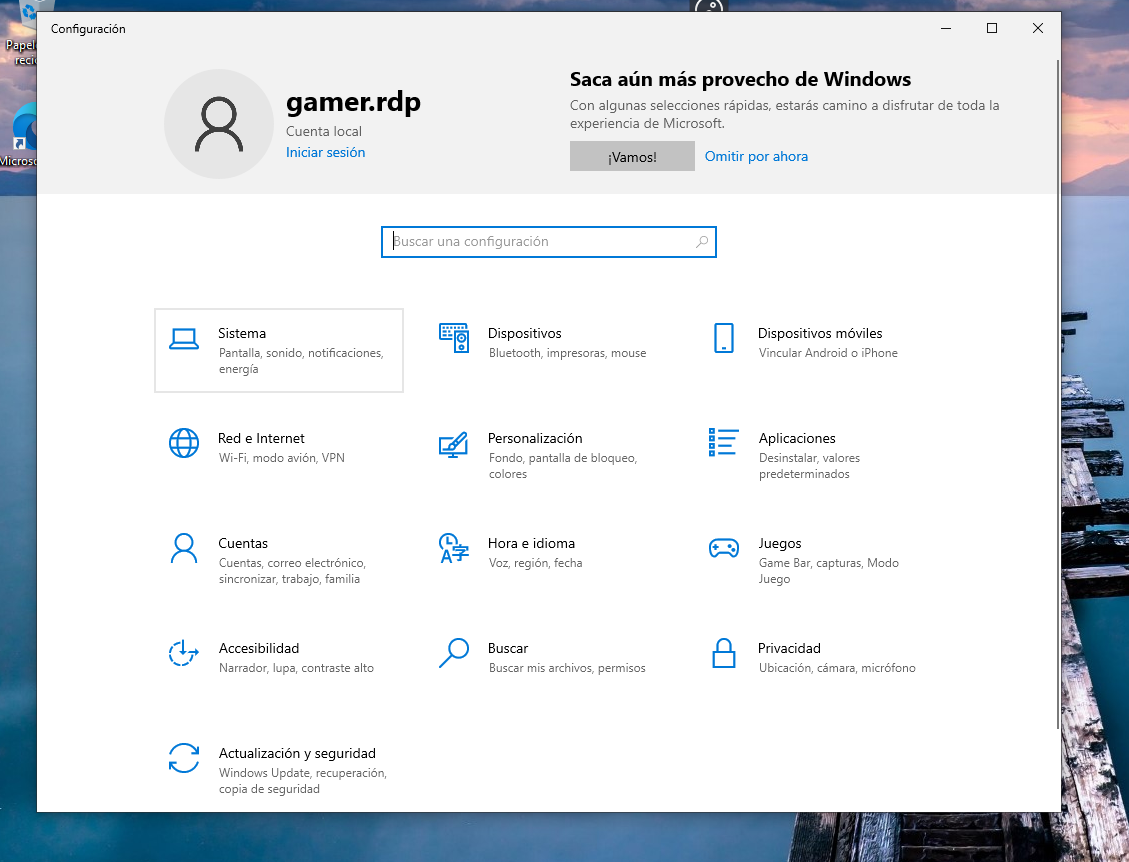 Configuración
gamer.rdp
Cuenta local
Iniciar sesión
Saca aún más provecho de Windows
Con algunas selecciones rápidas, estarás camino a disfrutar de toda la
experiencia de Microsoft.
¡Vamos!
Omitir por ahora
Buscar una configuración
Sistema
Pantalla, sonido, notificaciones,
energía
Dispositivos
Bluetooth, impresoras, mouse
Dispositivos móviles
Vincular Android o iPhone
Red e Internet
Wi-Fi, modo avión, VPN
Personalización
Fondo, pantalla de bloqueo,
colores
Aplicaciones
Desinstalar, valores
predeterminados
Cuentas
Cuentas, correo electrónico,
sincronizar, trabajo, familia
Hora e idioma
Voz, región, fecha
Juegos
Game Bar, capturas, Modo
Juego
Accesibilidad
Narrador, lupa, contraste alto
Buscar
Buscar mis archivos, permisos
Privacidad
Ubicación, cámara, micrófono
Actualización y seguridad
Windows Update, recuperación,
copia de seguridad